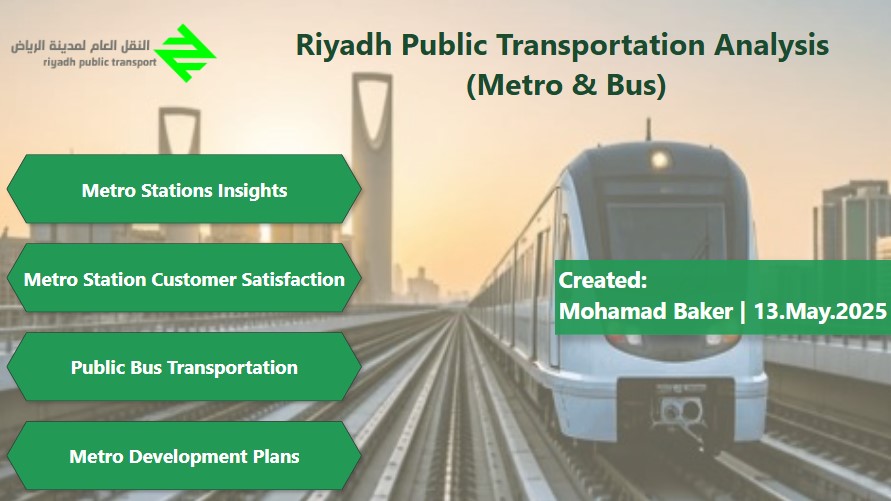 النقل العام لمدينة الرياض
riyadh public transport
Riyadh Public Transportation Analysis
(Metro & Bus)
Metro Stations Insights
Metro Station Customer Satisfaction
Public Bus Transportation
Metro Development Plans
Created:
Mohamad Baker | 13.May.2025